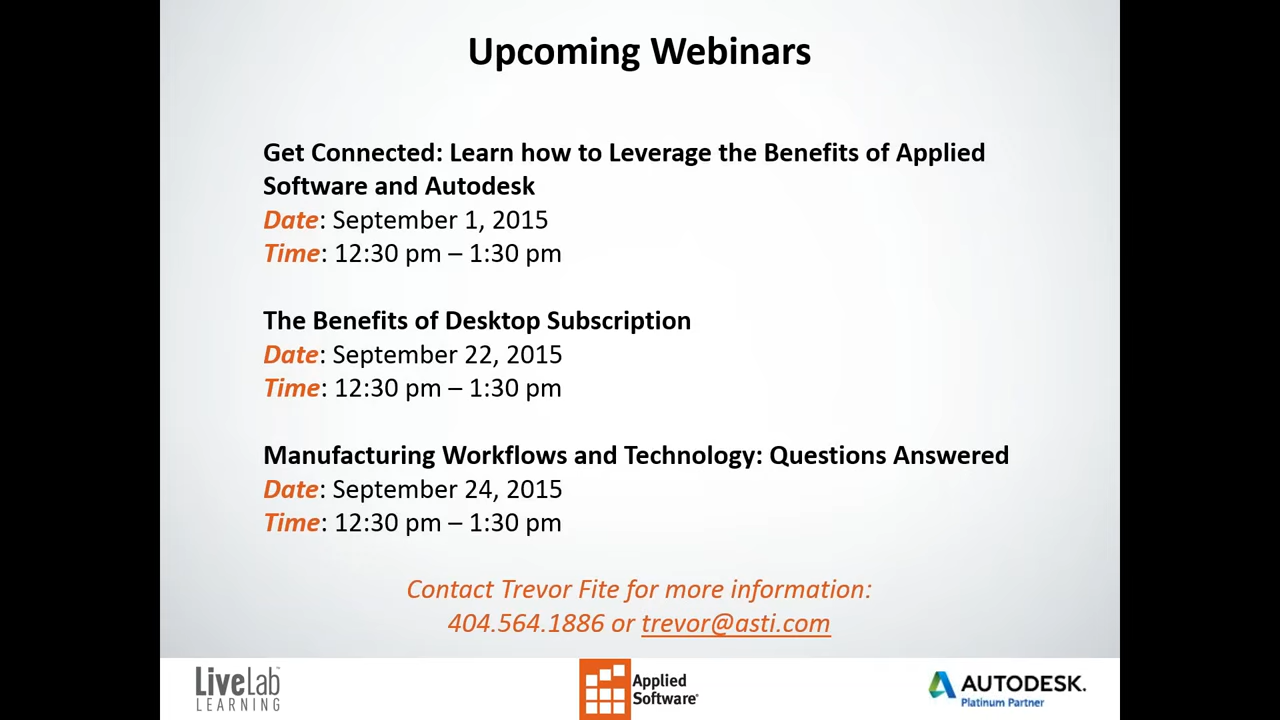 Upcoming Webinars
Get Connected: Learn how to Leverage the Benefits of Applied
Software and Autodesk
Date: September 1, 2015
Time: 12:30 pm – 1:30 pm
The Benefits of Desktop Subscription
Date: September 22, 2015
Time: 12:30 pm – 1:30 pm
Manufacturing Workflows and Technology: Questions Answered
Date: September 24, 2015
Time: 12:30 pm – 1:30 pm
Contact Trevor Fite for more information:
404.564.1886 or trevor@asti.com
LiveLab™
LEARNING
Applied
Software®
AUTODESK.
Platinum Partner